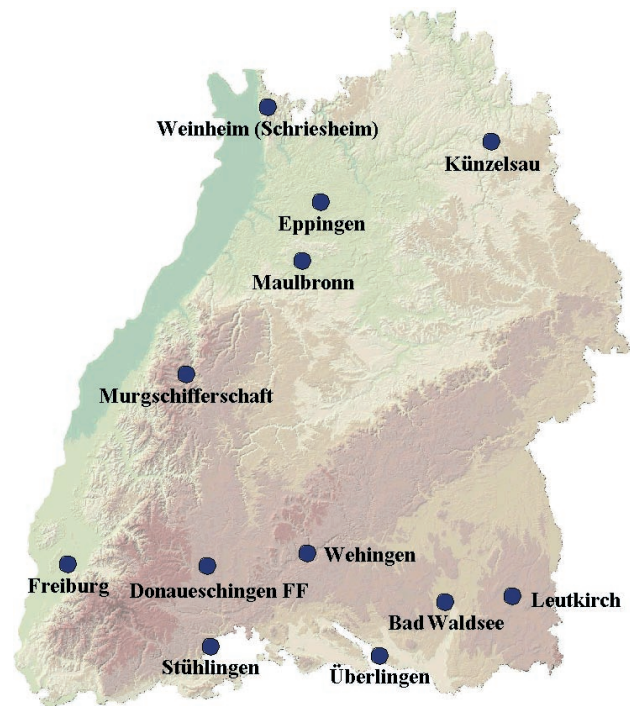 Weinheim (Schriesheim)
Künzelsau
Eppingen
Maulbronn
Murgschifferschaft
Wehingen
Freiburg
Donaueschingen FF
Leutkirch
Bad Waldsee
Stühlingen
Überlingen